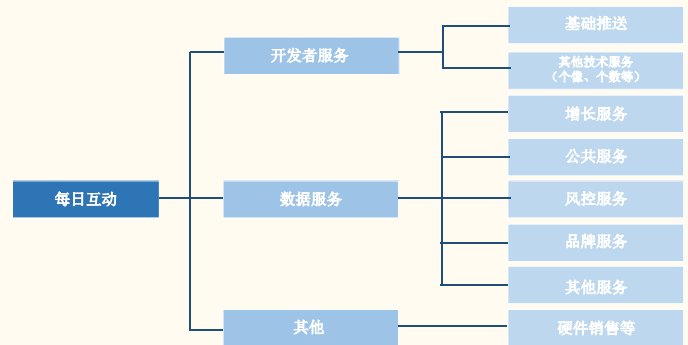 每日互动
开发者服务
基础推送
其他技术服务
（个像、个数等）
数据服务
增长服务
公共服务
风控服务
品牌服务
其他服务
其他
硬件销售等